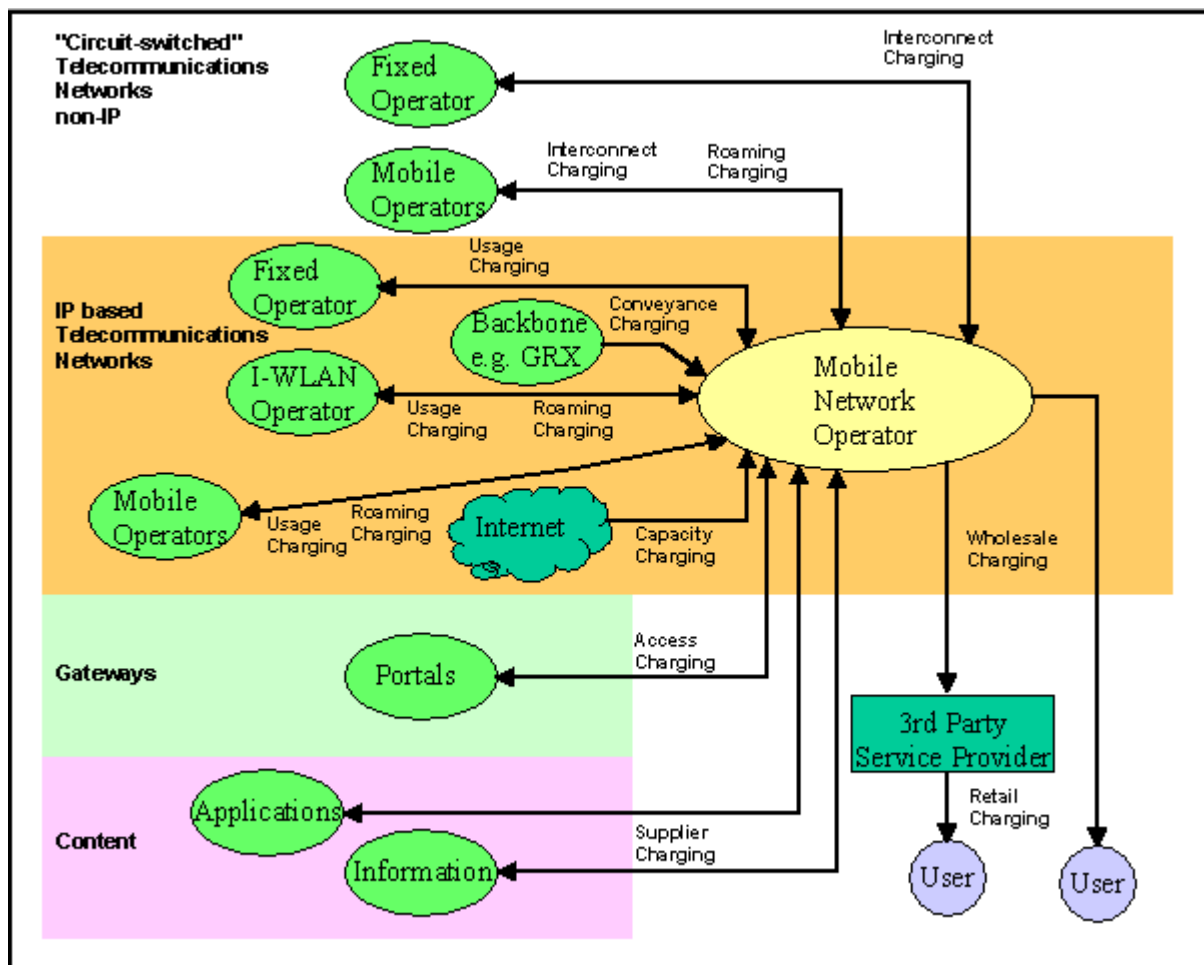 "Circuit-switched"
Telecommunications
Networks
non-IP
Fixed
Operator
Interconnect
Charging
Mobile
Operators
Interconnect
Charging
Roaming
Charging
IP based
Telecommunications
Networks
Fixed
Operator
Usage
Charging
Backbone
e.g. GRX
Conveyance
Charging
Mobile
Network
Operator
I-WLAN
Operator
Usage
Charging
Roaming
Charging
Mobile
Operators
Usage
Charging
Roaming
Charging
Internet
Capacity
Charging
Wholesale
Charging
Gateways
Portals
Access
Charging
3rd Party
Service Provider
Content
Applications
Information
Supplier
Charging
Retail
Charging
User
User